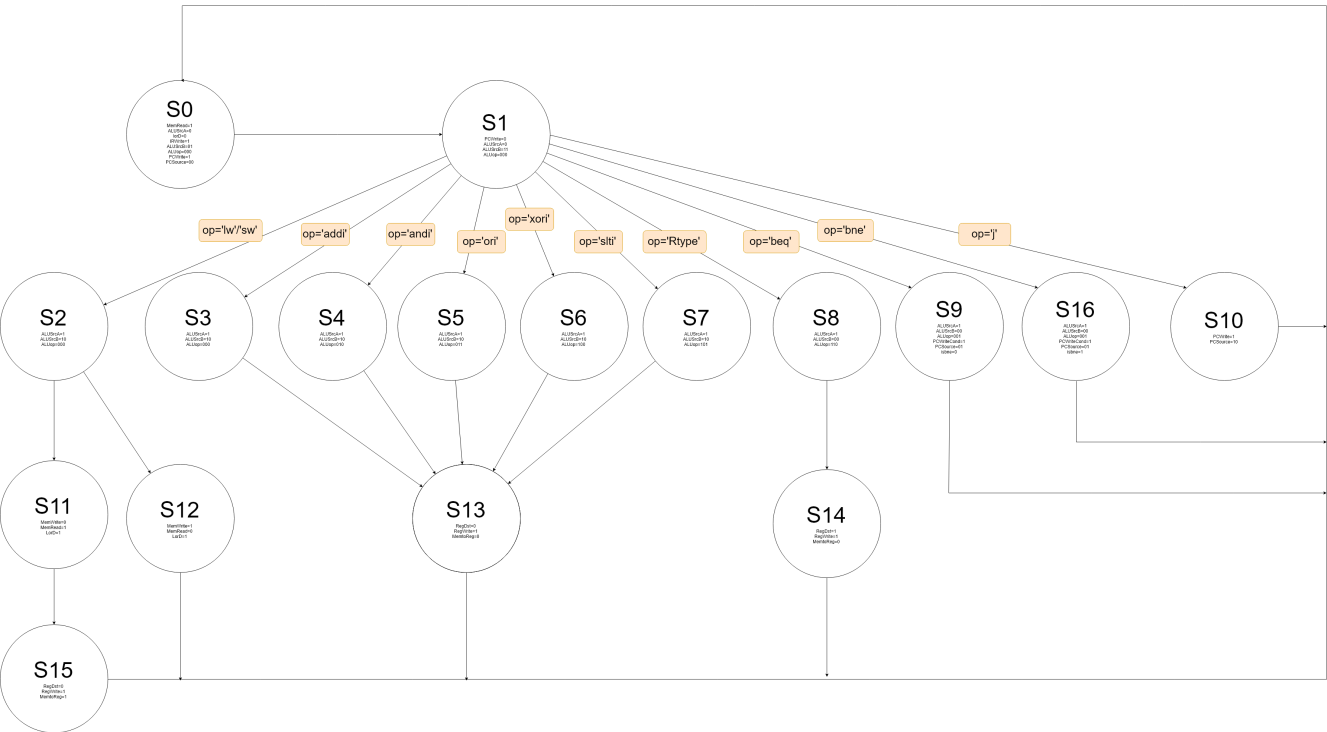 S0
MemRead=1
ALUSrcA=0
IorD=0
IRWrite=1
ALUSrcB=01
ALUop=000
PCWrite=1
PCSource=00
S1
PCWrite=0
ALUSrcA=0
ALUSrcB=11
ALUop=000
op='lw'/'sw'
op='addi'
op='andi'
op='ori'
op='xori'
op='slti'
op='Rtype'
op='beq'
op='bne'
op='j'
S2
ALUSrcA=1
ALUSrcB=10
ALUop=000
S3
ALUSrcA=1
ALUSrcB=10
ALUop=000
S4
ALUSrcA=1
ALUSrcB=10
ALUop=010
S5
ALUSrcA=1
ALUSrcB=10
ALUop=011
S6
ALUSrcA=1
ALUSrcB=10
ALUop=100
S7
ALUSrcA=1
ALUSrcB=10
ALUop=101
S8
ALUSrcA=1
ALUSrcB=00
ALUop=110
S9
ALUSrcA=1
ALUSrcB=00
ALUop=001
PCWriteCond=1
PCSource=01
isbne=0
S16
ALUSrcA=1
ALUSrcB=00
ALUop=001
PCWriteCond=1
PCSource=01
isbne=1
S10
PCWrite=1
PCSource=10
S11
MemWrite=0
MemRead=1
LorD=1
S12
MemWrite=1
MemRead=0
LorD=1
S13
RegDst=0
RegWrite=1
MemtoReg=0
S14
RegDst=1
RegWrite=1
MemtoReg=0
S15
RegDst=0
RegWrite=1
MemtoReg=1